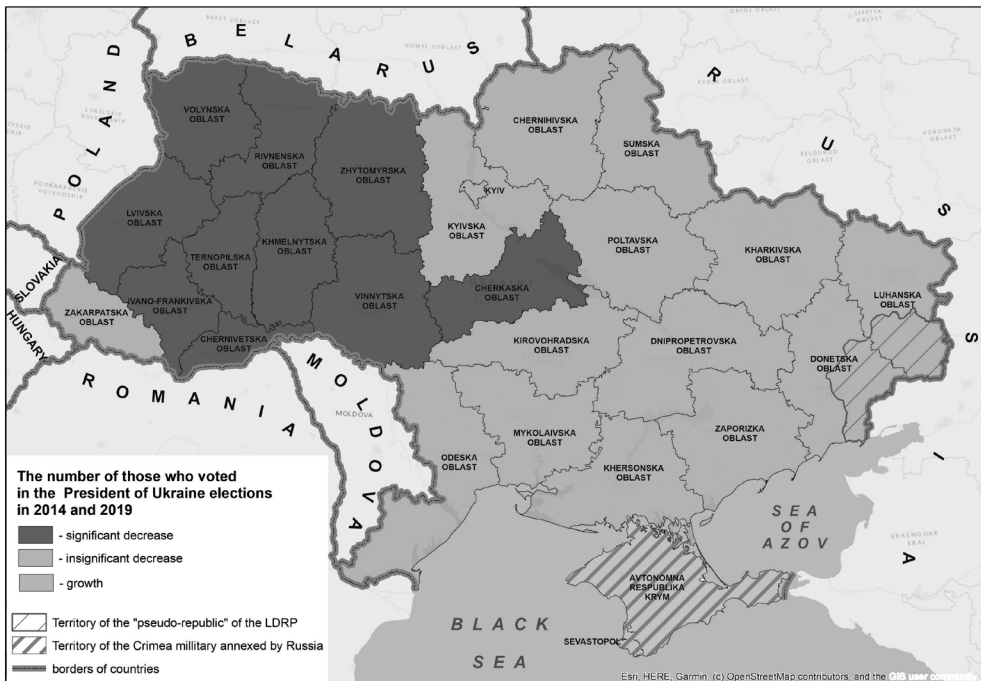 POLAND
BELARUS
RUSSIA
SLOVAKIA
HUNGARY
ROMANIA
MOLDOVA
MOLDOVA
VOLYNSKA
OBLAST
RIVNENSKA
OBLAST
ZHYTOMYRSKA
OBLAST
CHERNIHIVSKA
OBLAST
SUMSKA
OBLAST
KYIV
KYIVSKA
OBLAST
LVIVSKA
OBLAST
TERNOPILSKA
OBLAST
KHMELNYTSKA
OBLAST
POLTAVSKA
OBLAST
KHARKIVSKA
OBLAST
CHERKASKA
OBLAST
VINNYTSKA
OBLAST
IVANO-FRANKIVSKA
OBLAST
ZAKARPATSKA
OBLAST
CHERNIVETSKA
OBLAST
LUHANSKA
OBLAST
KIROVOHRADSKA
OBLAST
DNIPROPETROVSKA
OBLAST
DONETSKA
OBLAST
ZAPORIZKA
OBLAST
MYKOLAIVSKA
OBLAST
ODESKA
OBLAST
KHERSONSKA
OBLAST
SEA
OF
AZOV
KRASNODAR
KRAI
AVTONOMNA
RESPUBLIKA
KRYM
SEVASTOPOL
BLACK
SEA
The number of those who voted
in the President of Ukraine elections
in 2014 and 2019
- significant decrease
- insignificant decrease
- growth
Territory of the "pseudo-republic" of the LDRP
Territory of the Crimea military annexed by Russia
borders of countries
Esri, HERE, Garmin, (c) OpenStreetMap contributors, and the GIS user community